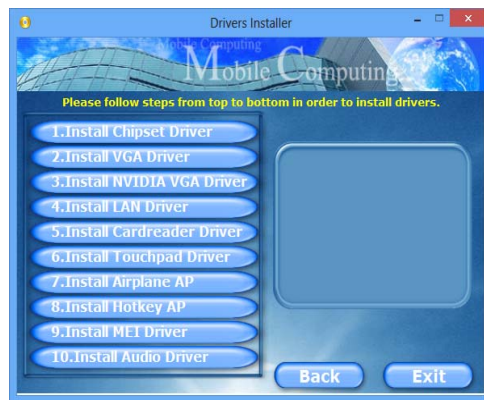 Drivers Installer
Mobile Computing
Mobile Computing
Please follow steps from top to bottom in order to install drivers.
1.Install Chipset Driver
2.Install VGA Driver
3.Install NVIDIA VGA Driver
4.Install LAN Driver
5.Install Cardreader Driver
6.Install Touchpad Driver
7.Install Airplane AP
8.Install Hotkey AP
9.Install MEI Driver
10.Install Audio Driver
Back
Exit